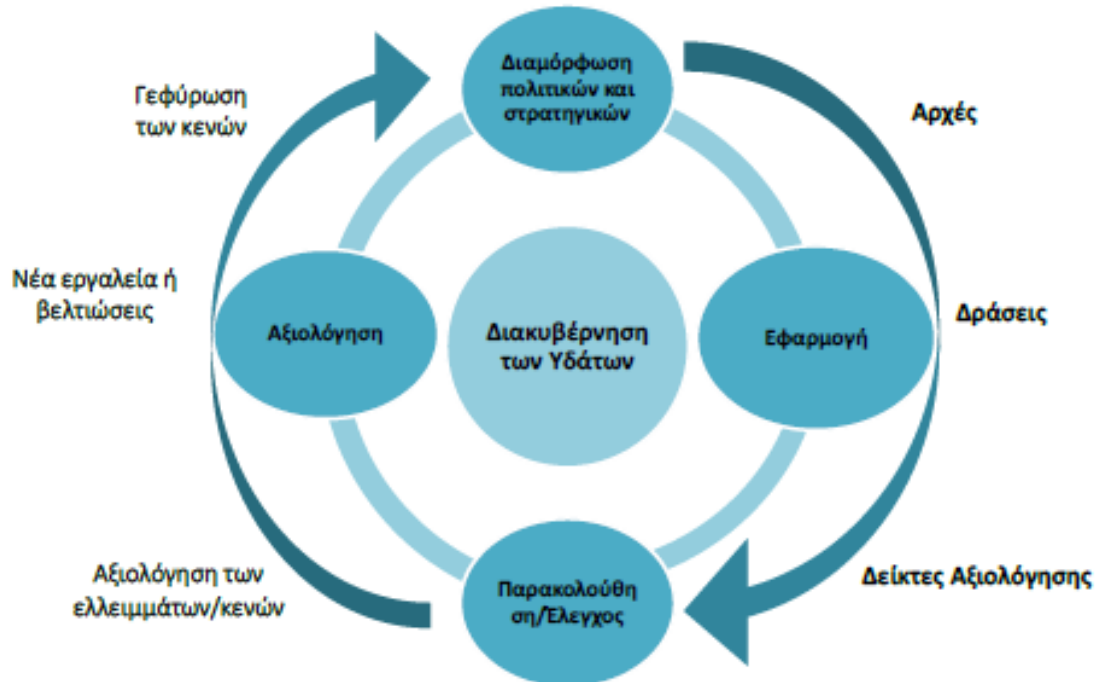 Διαμόρφωση
πολιτικών και
στρατηγικών
Γεφύρωση
των κενών
Αρχές
Νέα εργαλεία ή
βελτιώσεις
Αξιολόγηση
Διακυβέρνηση
των Υδάτων
Εφαρμογή
Δράσεις
Αξιολόγηση των
ελλειμμάτων/κενών
Παρακολούθη
ση/Έλεγχος
Δείκτες Αξιολόγησης